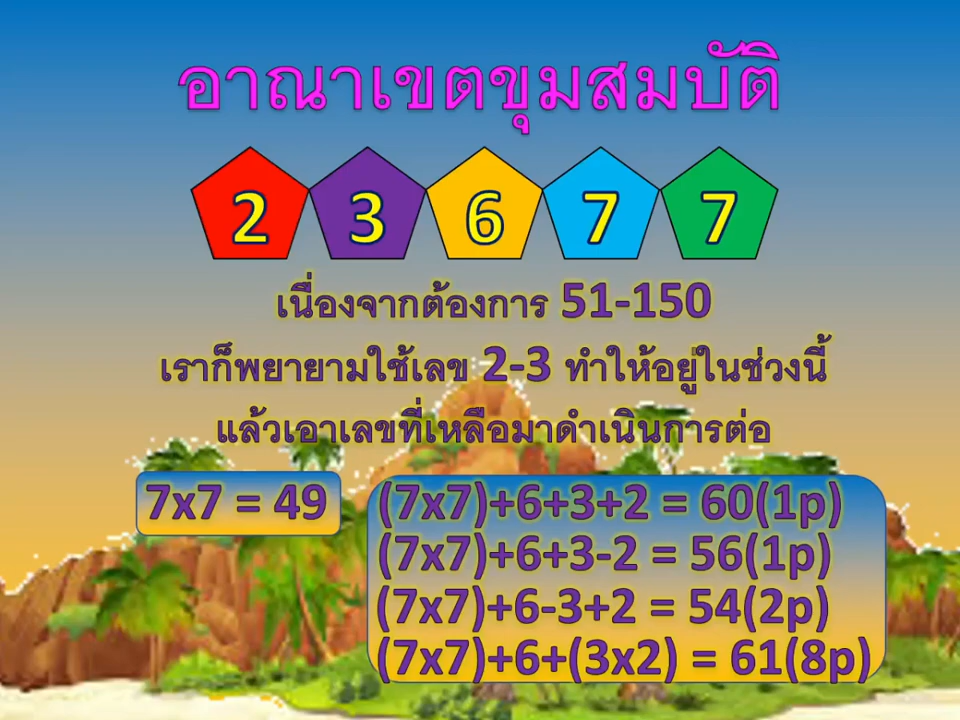 อาณาเขตขุมสมบัติ
2 3 6 7 7
เนื่องจากต้องการ 51-150
เราก็พยายามใช้เลข 2-3 ทำให้อยู่ในช่วงนี้
แล้วเอาเลขที่เหลือมาดำเนินการต่อ
7x7 = 49
(7x7)+6+3+2 = 60(1p)
(7x7)+6+3-2 = 56(1p)
(7x7)+6-3+2 = 54(2p)
(7x7)+6+(3x2) = 61(8p)